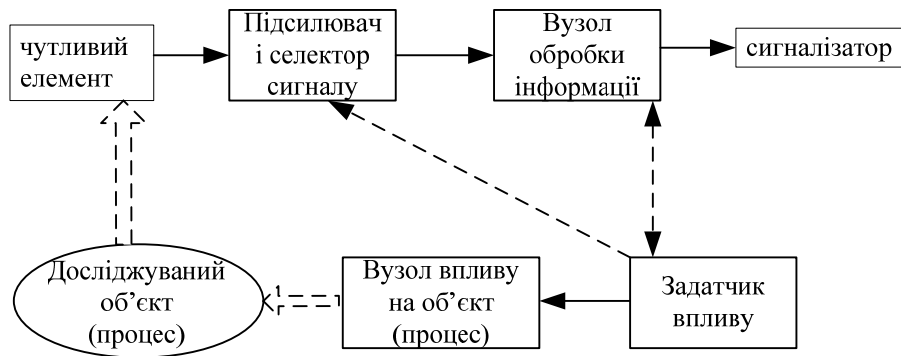 чутливий
елемент
Підсилювач
і селектор
сигналу
Вузол
обробки
інформації
сигналізатор
Досліджуваний
об’єкт
(процес)
Вузол впливу
на об’єкт
(процес)
Задатчик
впливу